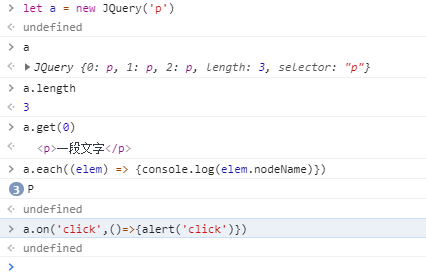 let a = new JQuery('p')
undefined
a
JQuery {0: p, 1: p, 2: p, length: 3, selector: "p"}
a.length
3
a.get(0)
<p>一段文字</p>
a.each((elem) => {console.log(elem.nodeName)})
3 P
undefined
a.on('click',()=>{alert('click')})
undefined